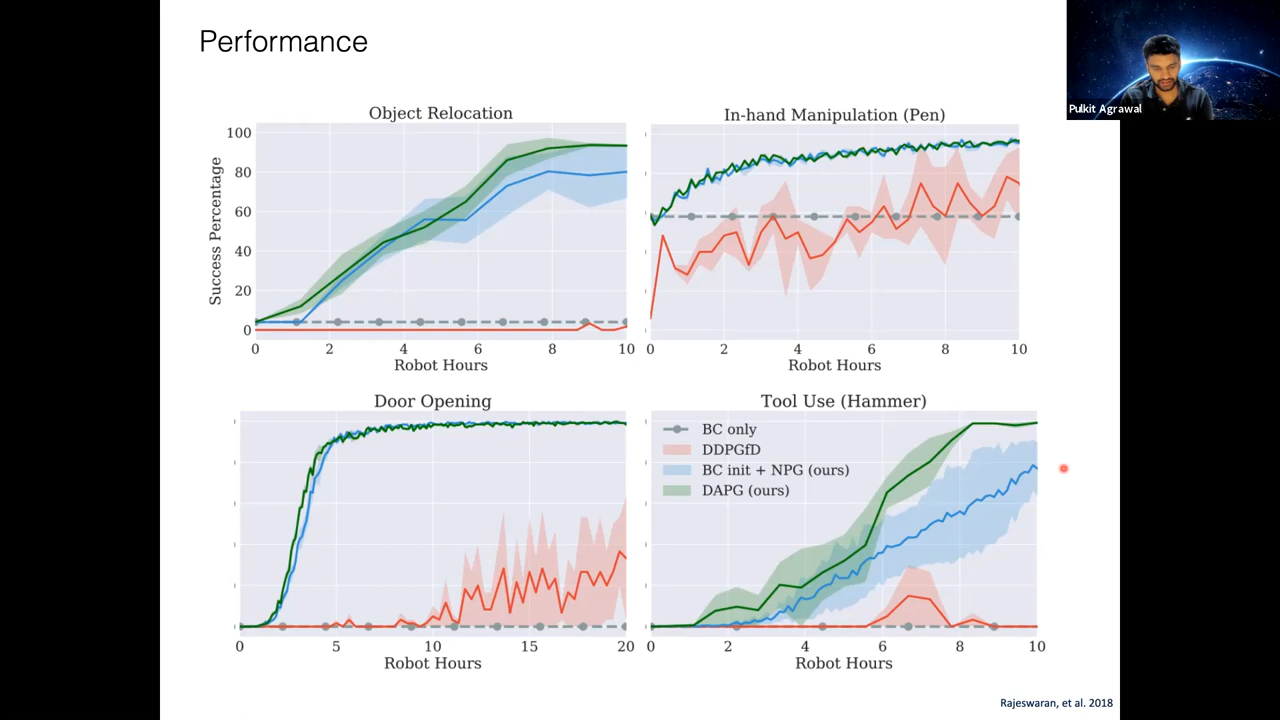 Performance
Pulkit Agrawal
Object Relocation
100
80
60
40
20
0
Success Percentage
0 2 4 6 8 10
Robot Hours
In-hand Manipulation (Pen)
0 2 4 6 8 10
Robot Hours
Door Opening
0 5 10 15 20
Robot Hours
Tool Use (Hammer)
BC only
DDPGfD
BC init + NPG (ours)
DAPG (ours)
0 2 4 6 8 10
Robot Hours
Rajeswaran, et al. 2018